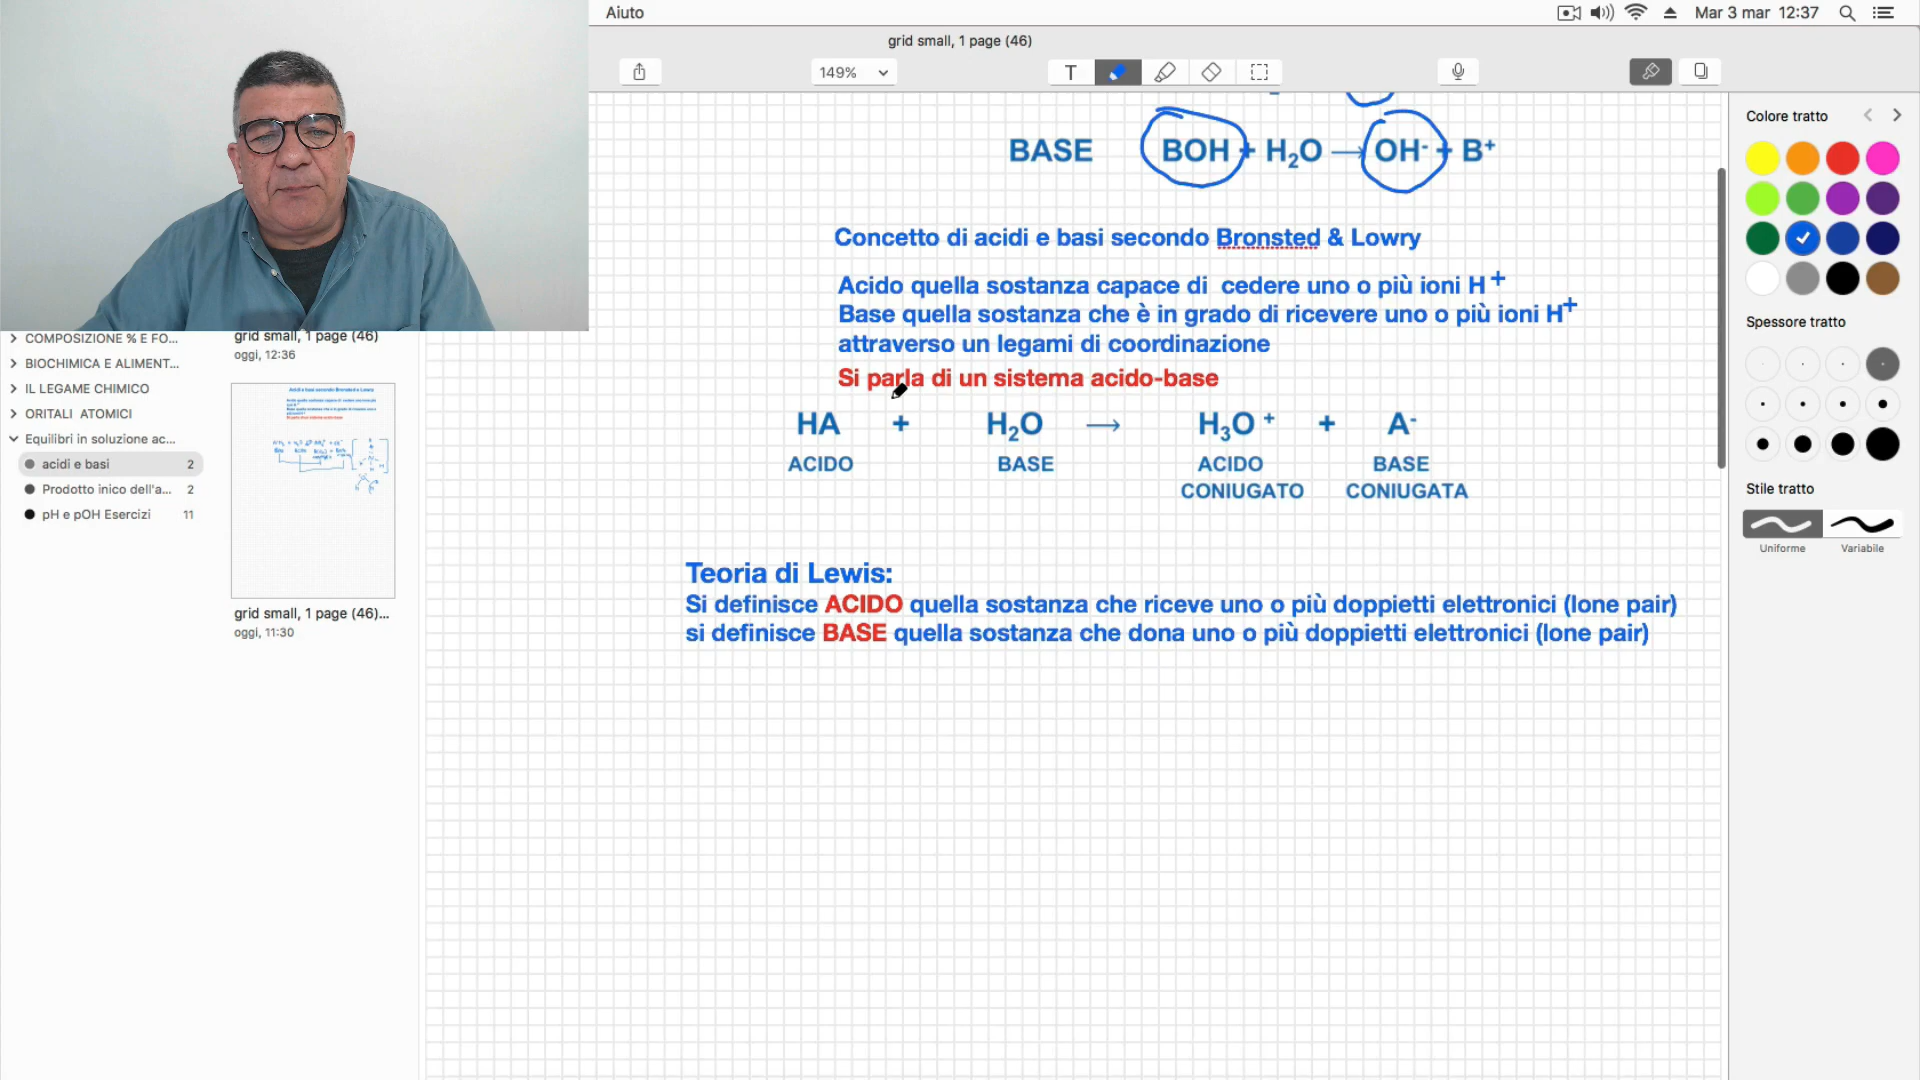 Aiuto
Mar 3 mar 12:37
grid small, 1 page (46)
149%
T
BASE BOH + H₂O → OH⁻ + B⁺
Concetto di acidi e basi secondo Bronsted & Lowry
Acido quella sostanza capace di cedere uno o più ioni H⁺
Base quella sostanza che è in grado di ricevere uno o più ioni H⁺
attraverso un legami di coordinazione
Si parla di un sistema acido-base
HA + H₂O → H₃O⁺ + A⁻
ACIDO BASE ACIDO BASE
CONIUGATO CONIUGATA
Teoria di Lewis:
Si definisce ACIDO quella sostanza che riceve uno o più doppietti elettronici (lone pair)
si definisce BASE quella sostanza che dona uno o più doppietti elettronici (lone pair)
COMPOSIZIONE % E FO...
BIOCHIMICA E ALIMENT...
IL LEGAME CHIMICO
ORITALI ATOMICI
Equilibri in soluzione ac...
acidi e basi 2
Prodotto inico dell'a... 2
pH e pOH Esercizi 11
grid small, 1 page (46)
oggi, 12:36
Acidi e basi secondo Bronsted e Lowry
grid small, 1 page (46)...
oggi, 11:30
Colore tratto
Spessore tratto
Stile tratto
Uniforme
Variabile